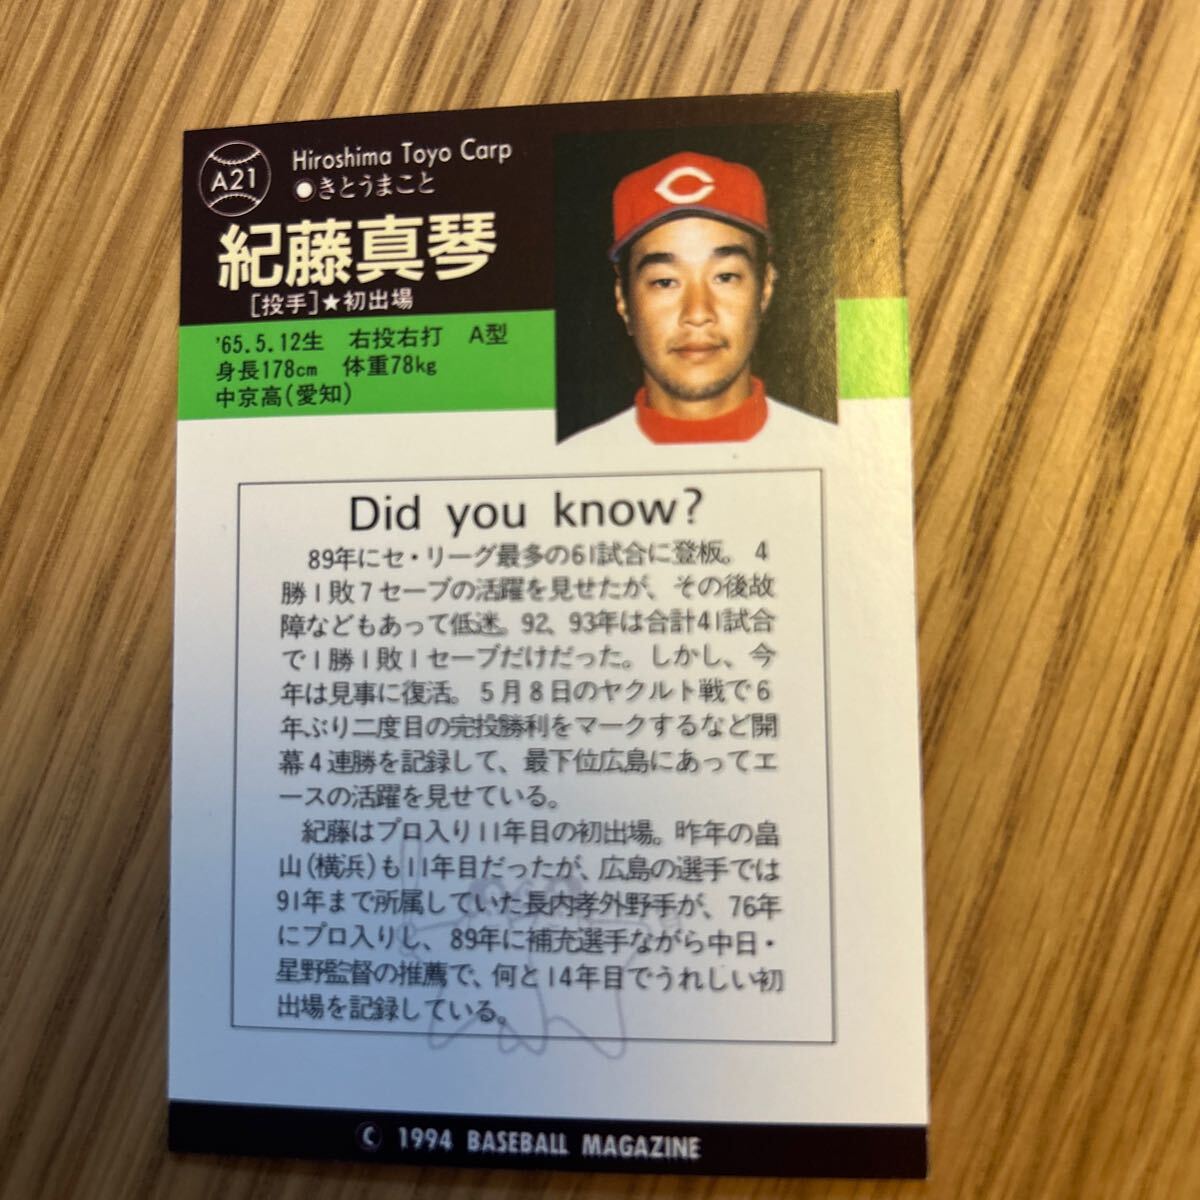 A21
Hiroshima Toyo Carp
●きとうまこと
紀藤真琴
[投手]★初出場
'65.5.12生 右投右打 A型
身長178cm 体重78kg
中京高(愛知)
Did you know?
89年にセ・リーグ最多の61試合に登板。4
勝1敗7セーブの活躍を見せたが、その後故
障などもあって低迷。92、93年は合計41試合
で1勝1敗1セーブだけだった。しかし、今
年は見事に復活。5月8日のヤクルト戦で6
年ぶり二度目の完投勝利をマークするなど開
幕4連勝を記録して、最下位広島にあってエ
ースの活躍を見せている。
紀藤はプロ入り11年目の初出場。昨年の畠
山(横浜)も11年目だったが、広島の選手では
91年まで所属していた長内孝外野手が、76年
にプロ入りし、89年に補充選手ながら中日・
星野監督の推薦で、何と14年目でうれしい初
出場を記録している。
C 1994 BASEBALL MAGAZINE